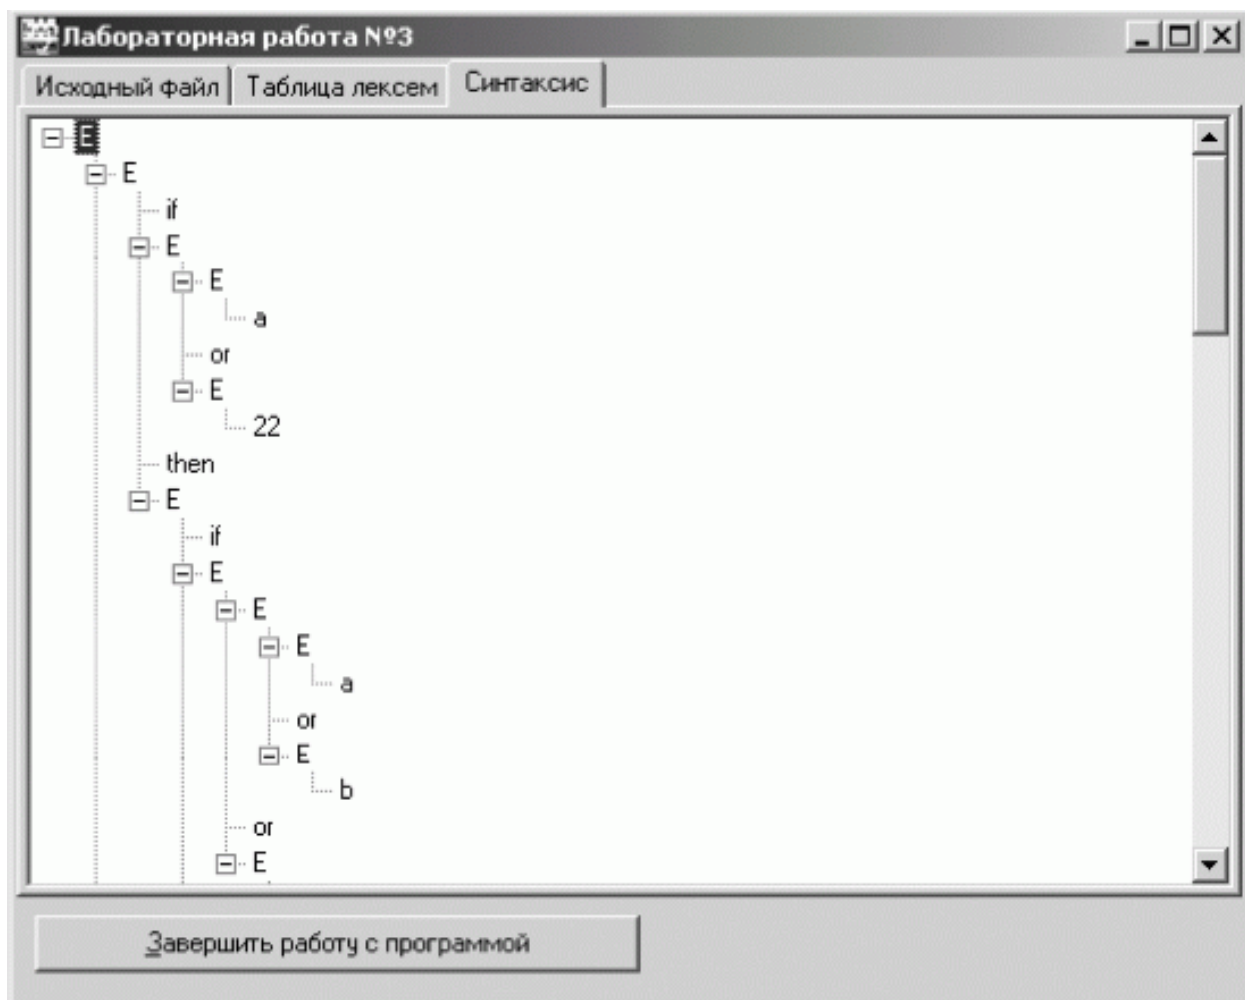 Лабораторная работа №3
Исходный файл Таблица лексем Синтаксис
E
E
if
E
E
a
or
E
22
then
E
if
E
E
E
a
or
E
b
or
E
Завершить работу с программой